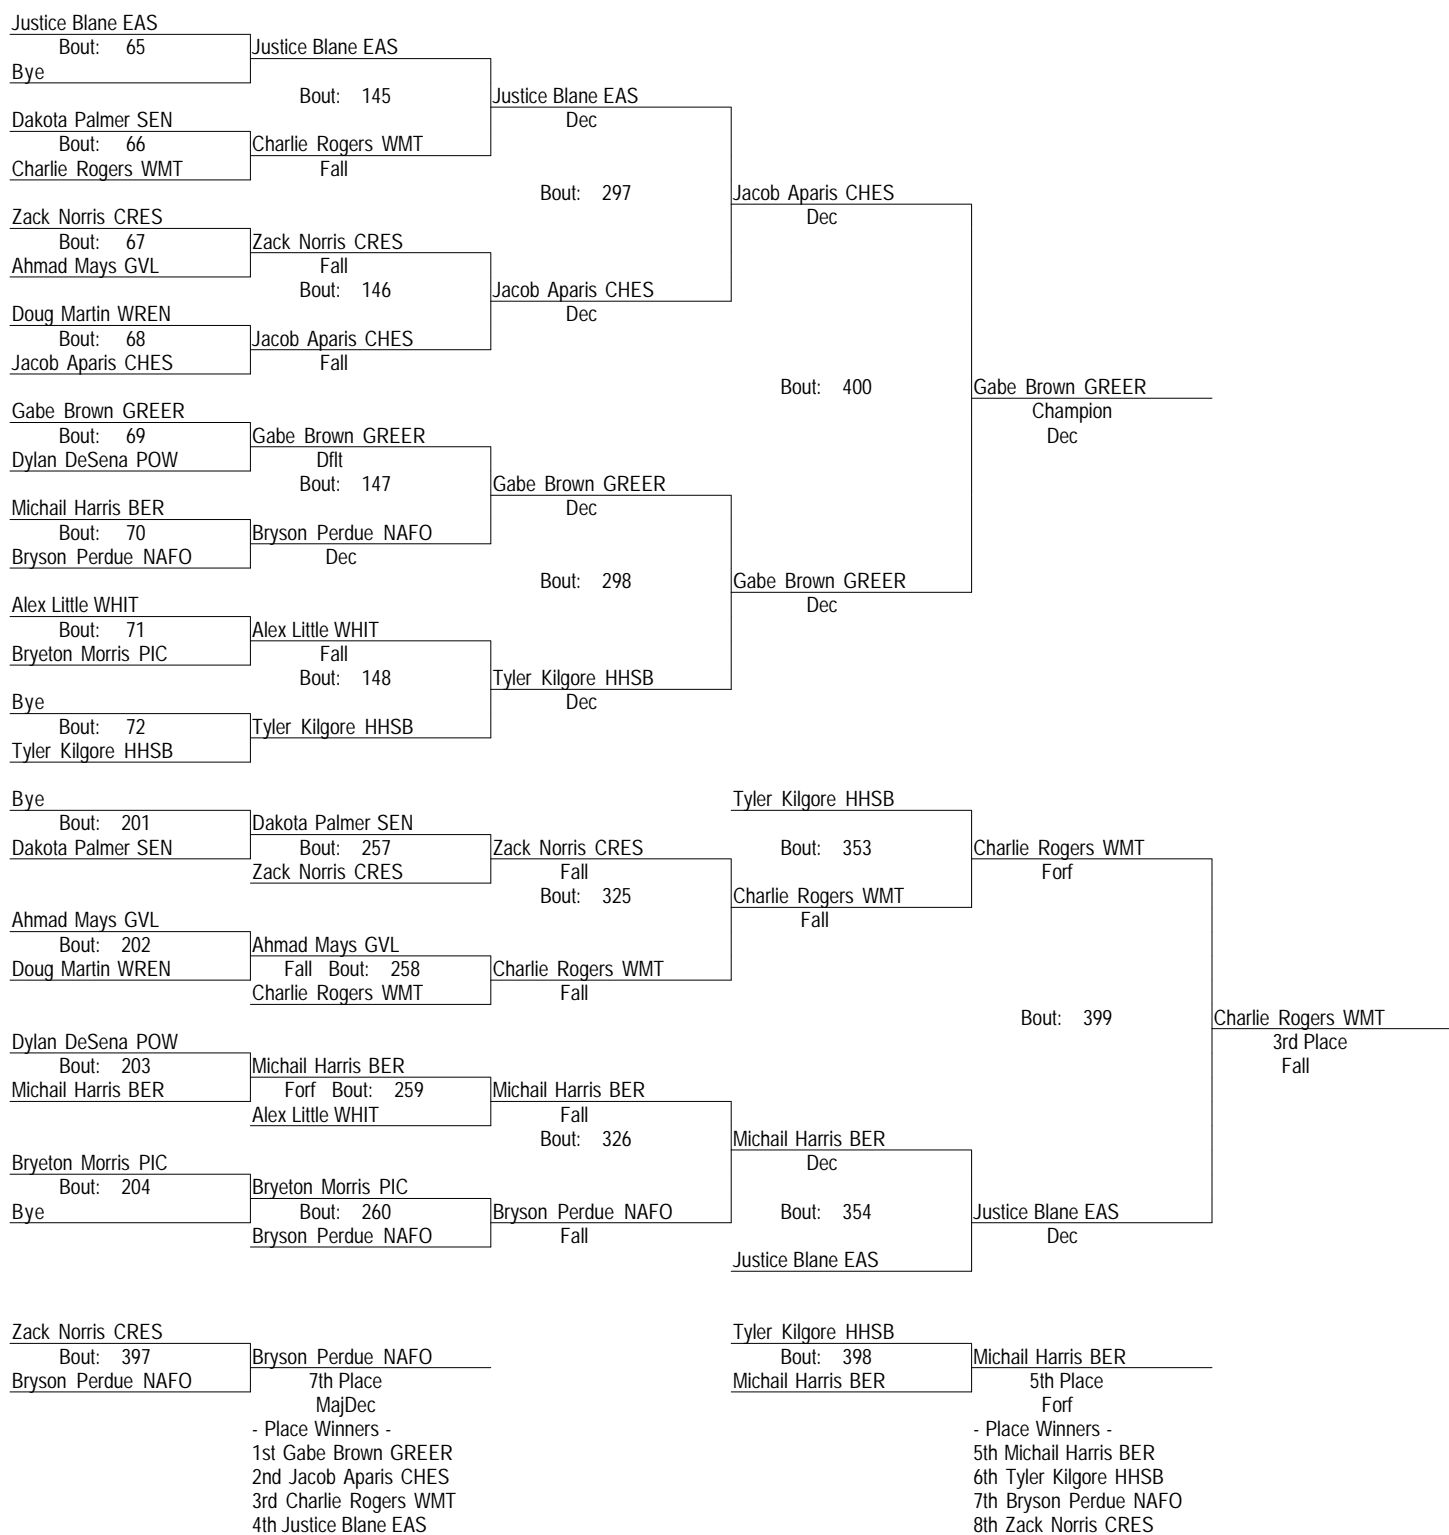 Justice Blane EAS
Bout: 65
Justice Blane EAS
Bye
Bout: 145
Justice Blane EAS
Dakota Palmer SEN
Dec
Bout: 66
Charlie Rogers WMT
Charlie Rogers WMT
Fall
Bout: 297
Jacob Aparis CHES
Zack Norris CRES
Dec
Bout: 67
Zack Norris CRES
Ahmad Mays GVL
Fall
Bout: 146
Jacob Aparis CHES
Doug Martin WREN
Dec
Bout: 68
Jacob Aparis CHES
Jacob Aparis CHES
Fall
Bout: 400
Gabe Brown GREER
Gabe Brown GREER
Champion
Bout: 69
Gabe Brown GREER
Dec
Dylan DeSena POW
Dflt
Bout: 147
Gabe Brown GREER
Michail Harris BER
Dec
Bout: 70
Bryson Perdue NAFO
Bryson Perdue NAFO
Dec
Bout: 298
Gabe Brown GREER
Alex Little WHIT
Dec
Bout: 71
Alex Little WHIT
Bryeton Morris PIC
Fall
Bout: 148
Tyler Kilgore HHSB
Bye
Dec
Bout: 72
Tyler Kilgore HHSB
Tyler Kilgore HHSB
Bye
Tyler Kilgore HHSB
Bout: 201
Dakota Palmer SEN
Dakota Palmer SEN
Bout: 257
Zack Norris CRES
Bout: 353
Charlie Rogers WMT
Zack Norris CRES
Fall
Forf
Bout: 325
Charlie Rogers WMT
Ahmad Mays GVL
Fall
Bout: 202
Ahmad Mays GVL
Doug Martin WREN
Fall Bout: 258
Charlie Rogers WMT
Charlie Rogers WMT
Fall
Bout: 399
Charlie Rogers WMT
Dylan DeSena POW
3rd Place
Bout: 203
Michail Harris BER
Fall
Michail Harris BER
Forf Bout: 259
Michail Harris BER
Alex Little WHIT
Fall
Bout: 326
Michail Harris BER
Bryeton Morris PIC
Dec
Bout: 204
Bryeton Morris PIC
Bye
Bout: 260
Bryson Perdue NAFO
Bout: 354
Justice Blane EAS
Bryson Perdue NAFO
Fall
Dec
Justice Blane EAS
Zack Norris CRES
Tyler Kilgore HHSB
Bout: 397
Bryson Perdue NAFO
Bout: 398
Michail Harris BER
Bryson Perdue NAFO
7th Place
Michail Harris BER
5th Place
MajDec
Forf
- Place Winners -
- Place Winners -
1st Gabe Brown GREER
5th Michail Harris BER
2nd Jacob Aparis CHES
6th Tyler Kilgore HHSB
3rd Charlie Rogers WMT
7th Bryson Perdue NAFO
4th Justice Blane EAS
8th Zack Norris CRES